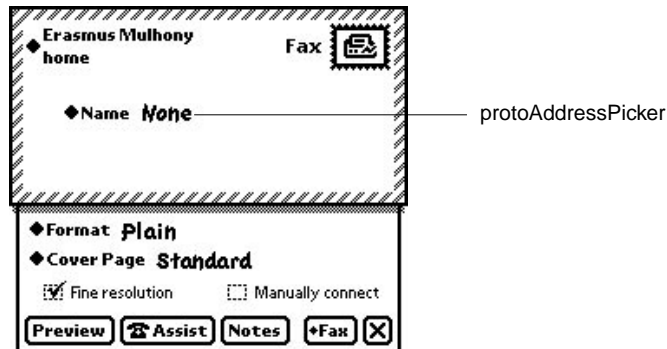 ◆Erasmus Mulhony
home
Fax
◆Name None
protoAddressPicker
◆Format Plain
◆Cover Page Standard
Fine resolution Manually connect
Preview ☎Assist Notes ◆Fax X